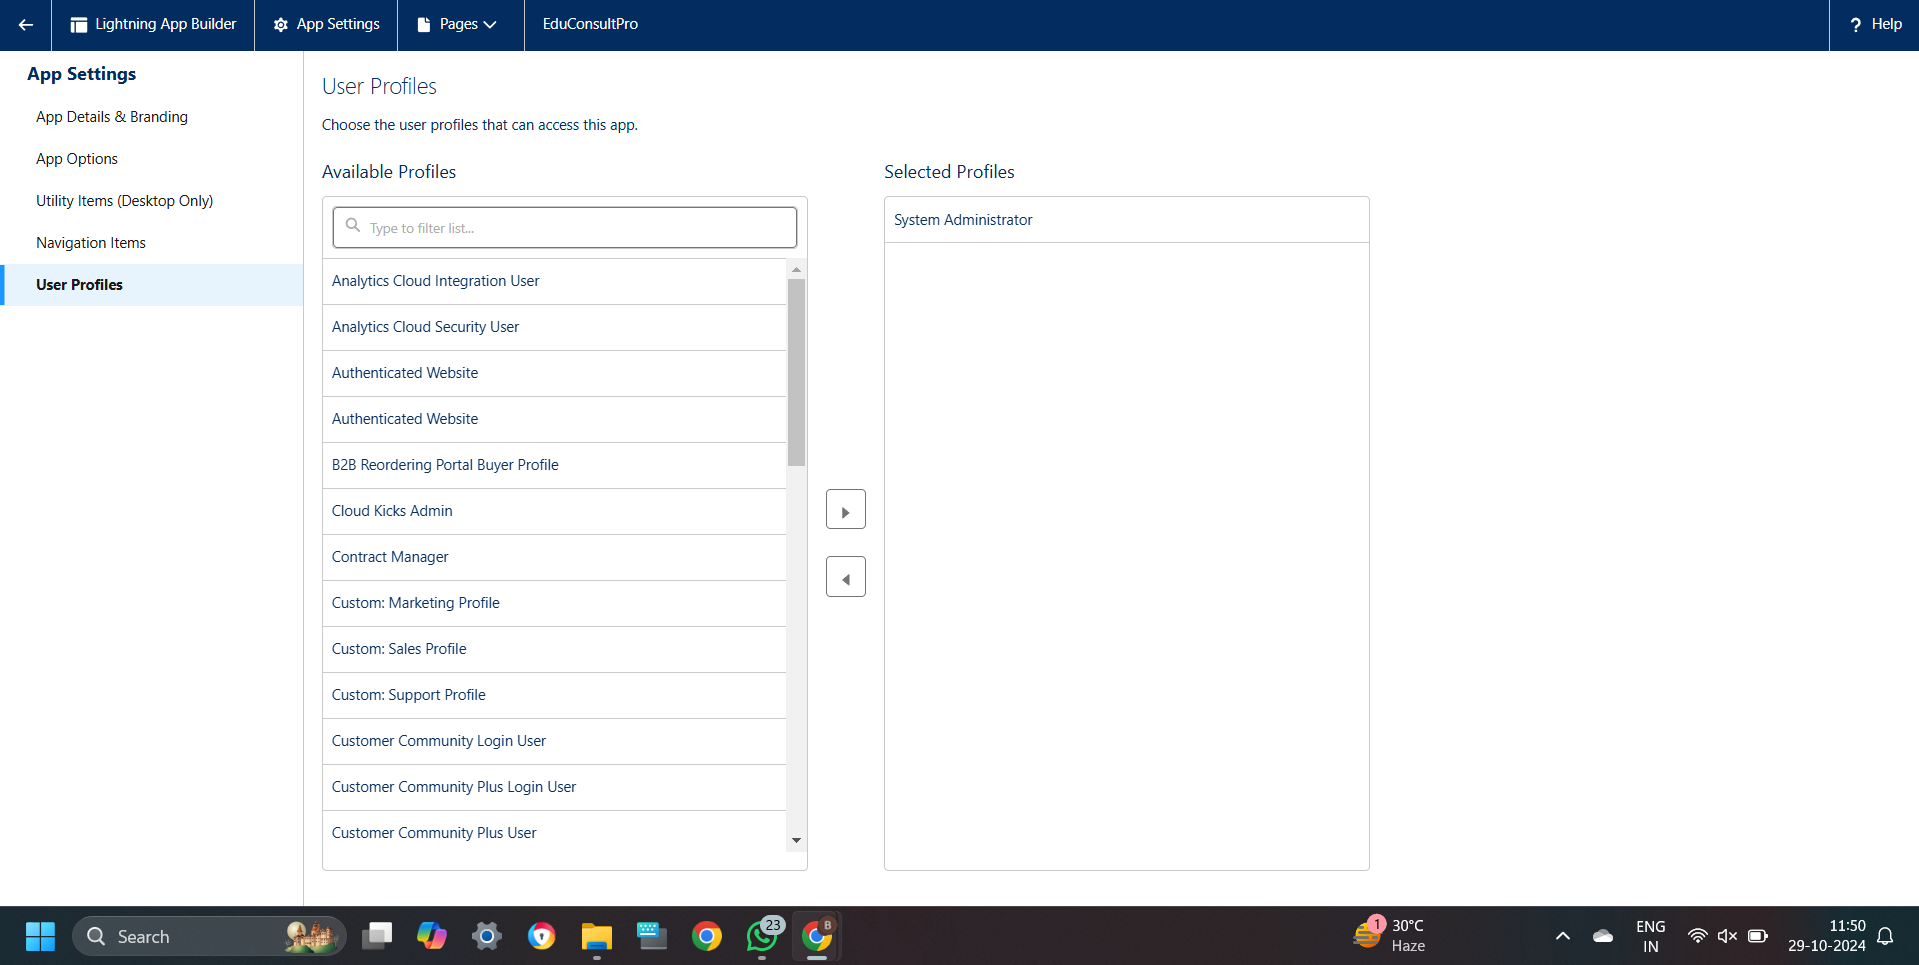 Lightning App Builder
App Settings
Pages
EduConsultPro
? Help
App Settings
App Details & Branding
App Options
Utility Items (Desktop Only)
Navigation Items
User Profiles
User Profiles
Choose the user profiles that can access this app.
Available Profiles
Type to filter list...
Analytics Cloud Integration User
Analytics Cloud Security User
Authenticated Website
Authenticated Website
B2B Reordering Portal Buyer Profile
Cloud Kicks Admin
Contract Manager
Custom: Marketing Profile
Custom: Sales Profile
Custom: Support Profile
Customer Community Login User
Customer Community Plus Login User
Customer Community Plus User
Selected Profiles
System Administrator
Search
23
B
1
30°C
Haze
ENG
IN
11:50
29-10-2024